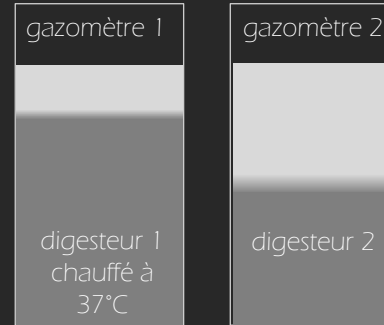 gazomètre 1
gazomètre 2
digesteur 1
chauffé à
37°C
digesteur 2